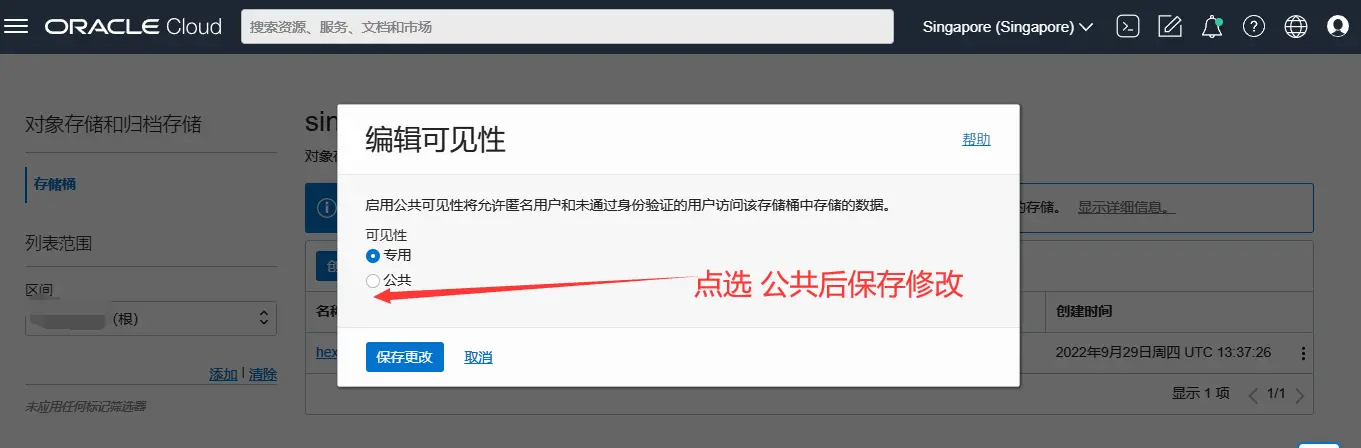 ORACLE Cloud
搜索资源、服务、文档和市场
Singapore (Singapore)
对象存储和归档存储
存储桶
列表范围
区间
(根)
添加 | 清除
未应用任何标记筛选器
sin
对象存
的存储。 显示详细信息。
创
名称
创建时间
hex
2022年9月29日周四 UTC 13:37:26
显示 1 项
1/1
编辑可见性
帮助
启用公共可见性将允许匿名用户和未通过身份验证的用户访问该存储桶中存储的数据。
可见性
专用
公共
点选 公共后保存修改
保存更改
取消